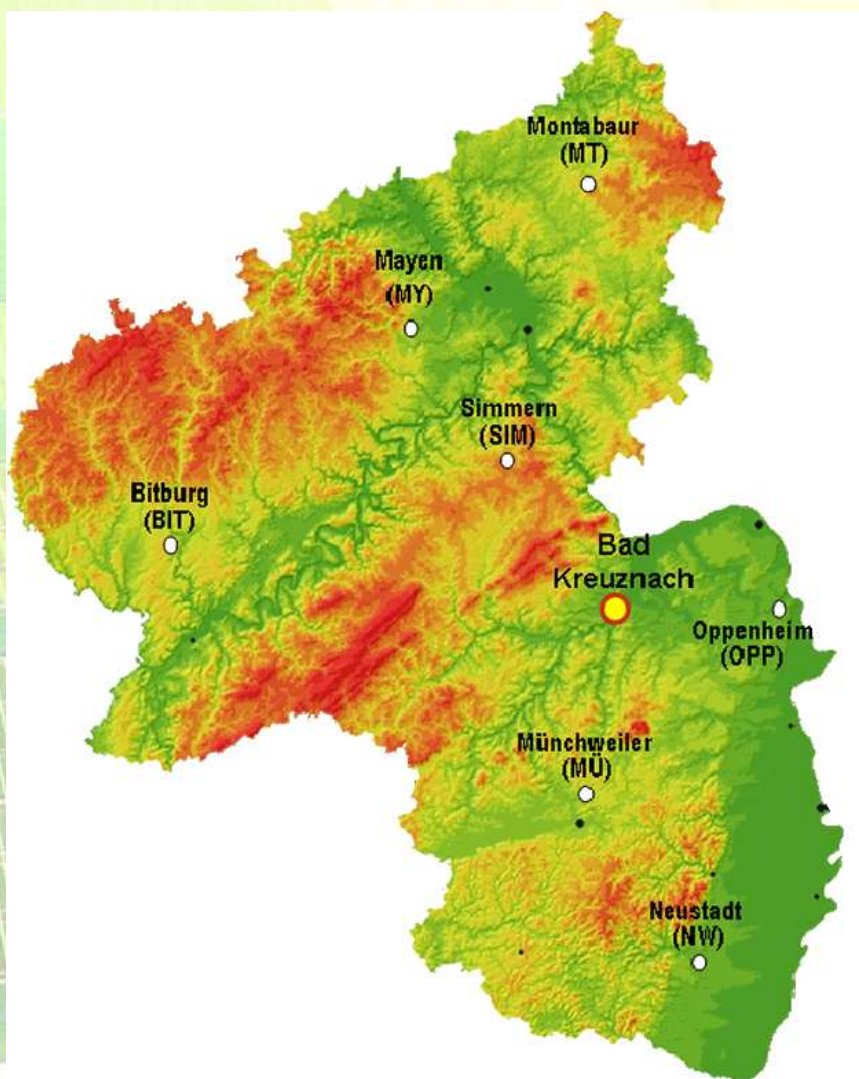 Montabaur
(MT)
Mayen
(MY)
Simmern
(SIM)
Bitburg
(BIT)
Bad
Kreuznach
Oppenheim
(OPP)
Münchweiler
(MÜ)
Neustadt
(NW)